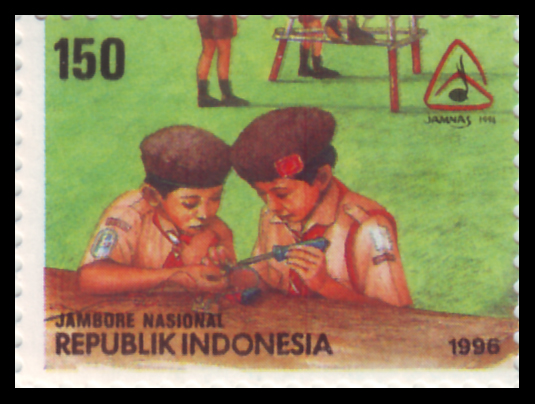 150
JAMNAS 1996
JAMBORE NASIONAL
REPUBLIK INDONESIA
1996